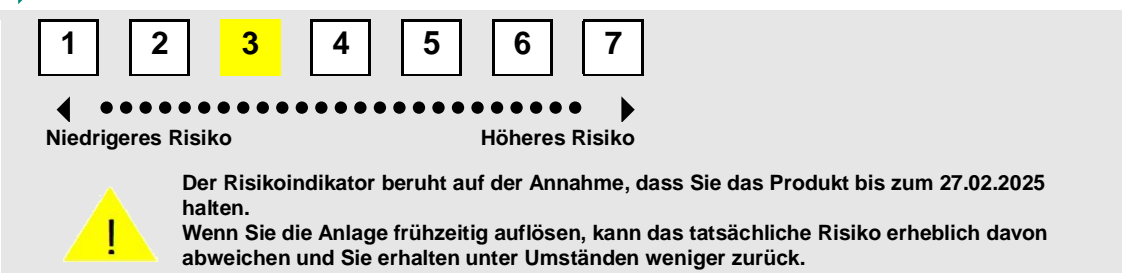 1 2 3 4 5 6 7
Niedrigeres Risiko Höheres Risiko
Der Risikoindikator beruht auf der Annahme, dass Sie das Produkt bis zum 27.02.2025
halten.
Wenn Sie die Anlage frühzeitig auflösen, kann das tatsächliche Risiko erheblich davon
abweichen und Sie erhalten unter Umständen weniger zurück.
!